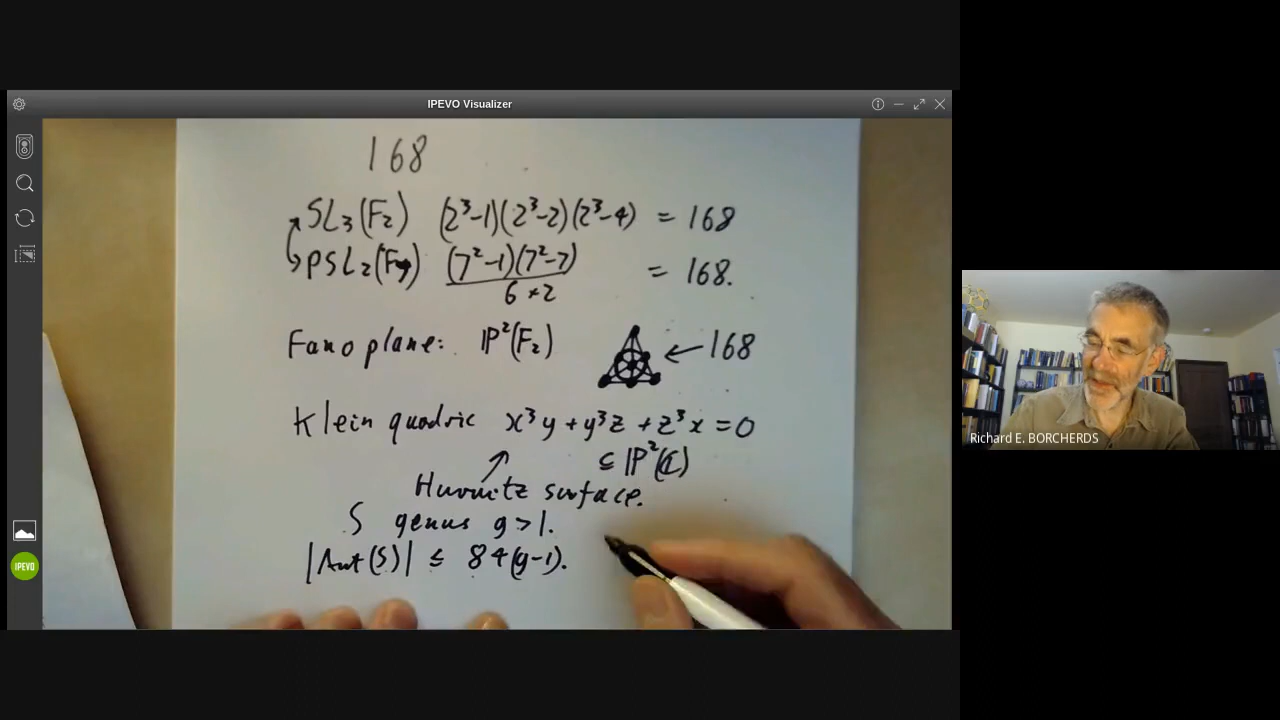 IPEVO Visualizer
168
SL₃(F₂) (2³-1)(2³-2)(2³-4) = 168
PSL₂(F₇) (7²-1)(7²-7) / 6*2 = 168.
Fano plane: ℙ²(F₂) ← 168
Klein quadric x³y + y³z + z³x = 0
⊆ ℙ²(ℂ)
Hurwitz surface.
S genus g > 1.
|Aut(S)| ≤ 84(g-1).
Richard E. BORCHERDS
IPEVO